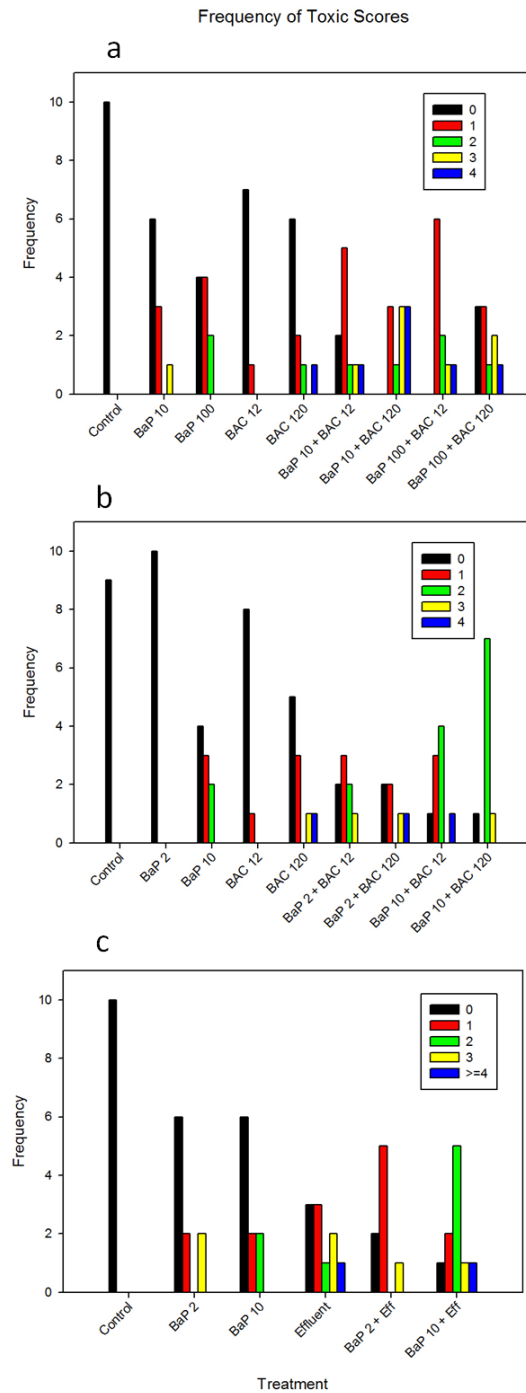 Frequency of Toxic Scores
a
10
8
6
4
2
0
Frequency
0
1
2
3
4
Control
BaP 10
BaP 100
BAC 12
BAC 120
BaP 10 + BAC 12
BaP 10 + BAC 120
BaP 100 + BAC 12
BaP 100 + BAC 120
b
10
8
6
4
2
0
Frequency
0
1
2
3
4
Control
BaP 2
BaP 10
BAC 12
BAC 120
BaP 2 + BAC 12
BaP 2 + BAC 120
BaP 10 + BAC 12
BaP 10 + BAC 120
c
10
8
6
4
2
0
Frequency
0
1
2
3
>=4
Control
BaP 2
BaP 10
Effluent
BaP 2 + Eff
BaP 10 + Eff
Treatment